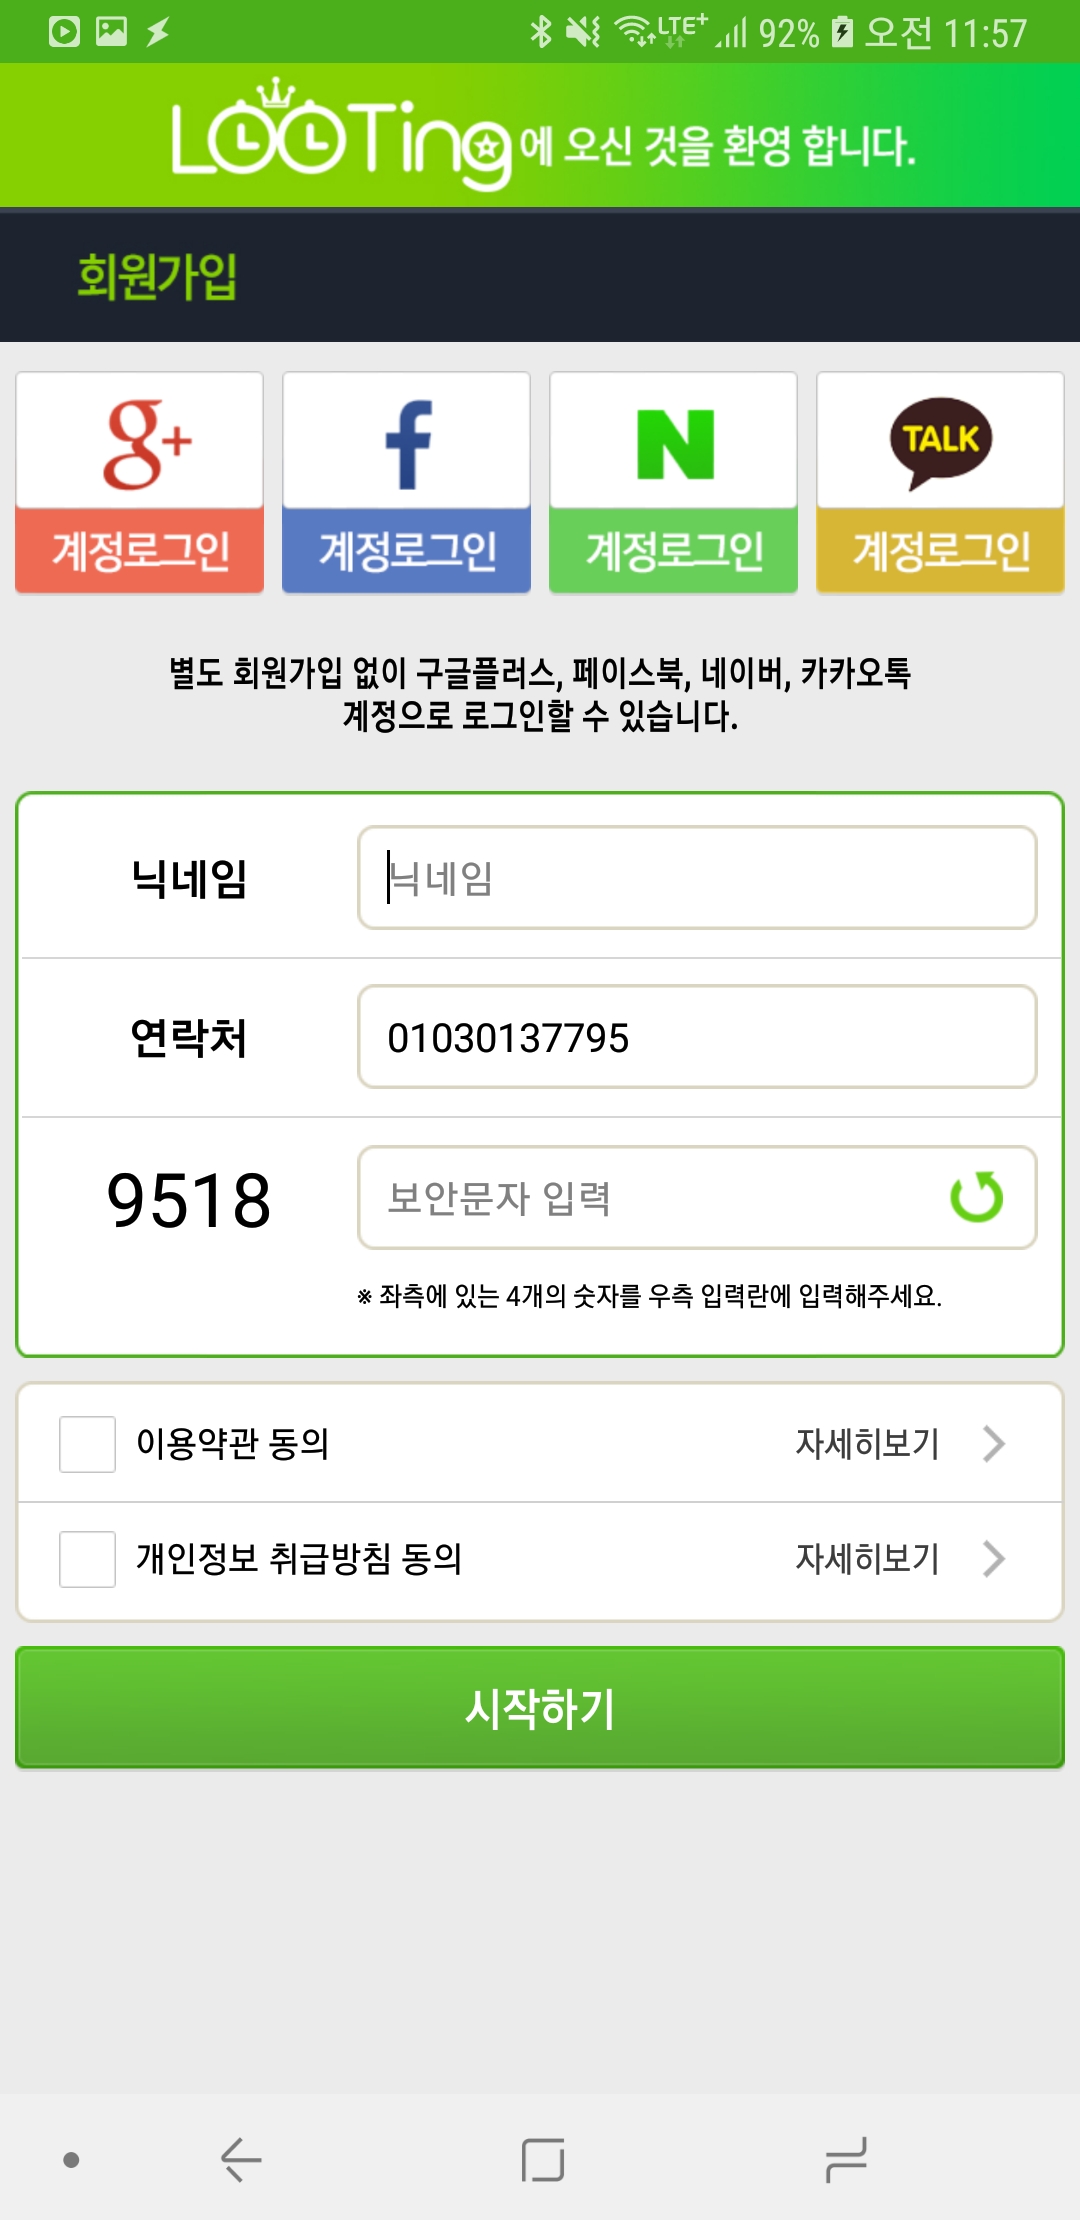 LTE+ 92% 오전 11:57
LOOTing에 오신 것을 환영 합니다.
회원가입
g+ f N TALK
계정로그인 계정로그인 계정로그인 계정로그인
별도 회원가입 없이 구글플러스, 페이스북, 네이버, 카카오톡
계정으로 로그인할 수 있습니다.
닉네임 닉네임
연락처 01030137795
9518 보안문자 입력
※ 좌측에 있는 4개의 숫자를 우측 입력란에 입력해주세요.
이용약관 동의 자세히보기
개인정보 취급방침 동의 자세히보기
시작하기